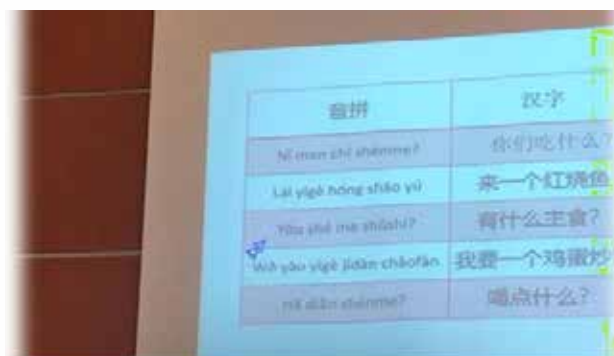 音拼 汉字
Nǐ men chī shénme? 你们吃什么?
Lái yīgè hóng shāo yú 来一个红烧鱼
Yǒu shé me zhǔshí? 有什么主食?
Wǒ yào yīgè jīdàn chǎofàn 我要一个鸡蛋炒
Hē diǎn shénme? 喝点什么?